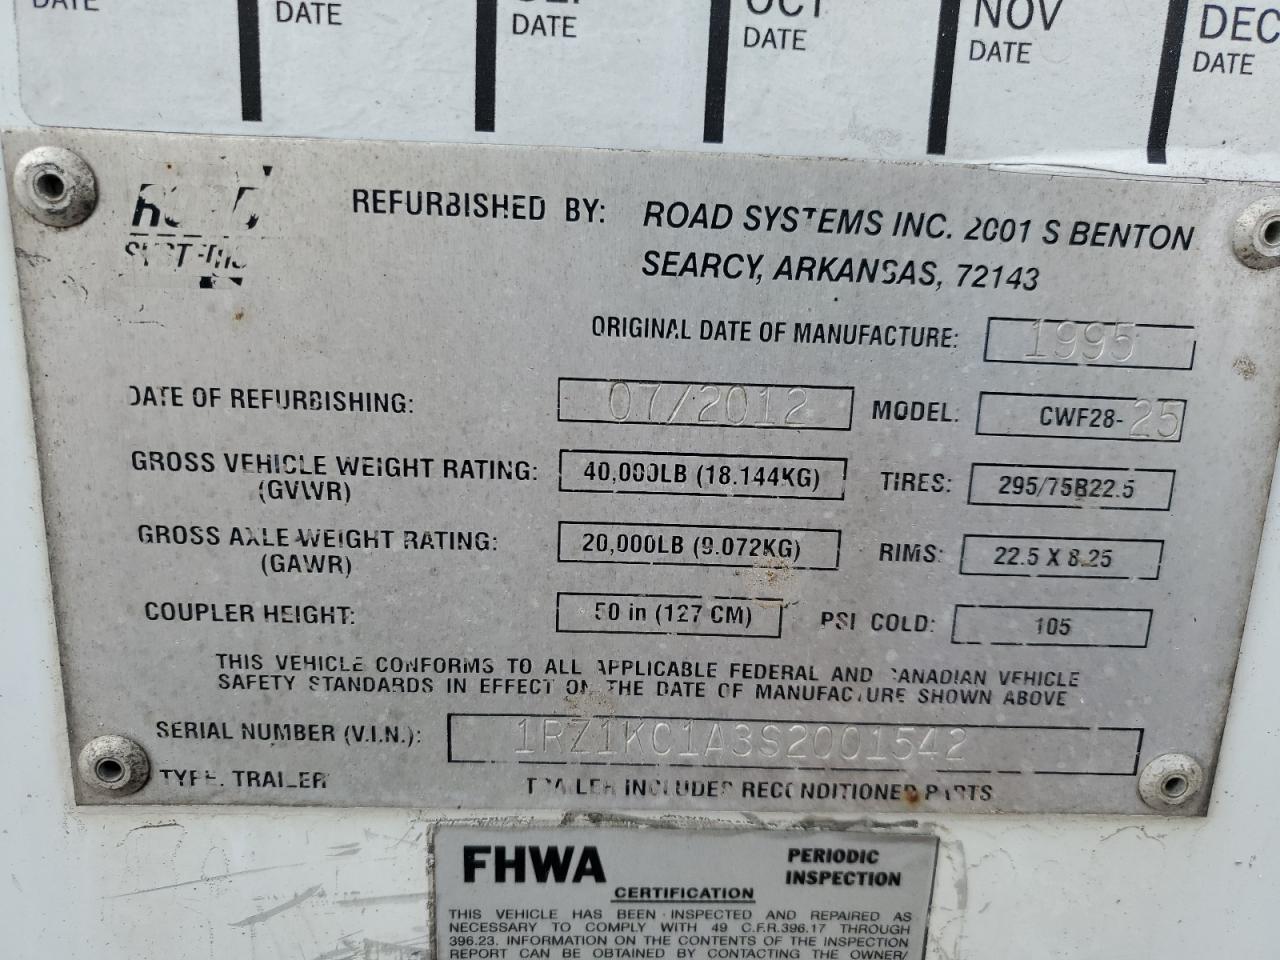 DATE DATE DATE OCT DATE NOV DATE DEC DATE
ROAD
SYSTEMS
REFURBISHED BY: ROAD SYSTEMS INC. 2001 S BENTON
SEARCY, ARKANSAS, 72143
ORIGINAL DATE OF MANUFACTURE: 1995
DATE OF REFURBISHING: 07/2012 MODEL: CWF28-25
GROSS VEHICLE WEIGHT RATING: 40,000LB (18.144KG) TIRES: 295/75B22.5
(GVWR)
GROSS AXLE WEIGHT RATING: 20,000LB (9.072KG) RIMS: 22.5 X 8.25
(GAWR)
COUPLER HEIGHT: 50 in (127 CM) PSI COLD: 105
THIS VEHICLE CONFORMS TO ALL APPLICABLE FEDERAL AND CANADIAN VEHICLE
SAFETY STANDARDS IN EFFECT ON THE DATE OF MANUFACTURE SHOWN ABOVE
SERIAL NUMBER (V.I.N.): 1RZ1KC1A3S2001542
TYPE. TRAILER TRAILER INCLUDES RECONDITIONED PARTS
FHWA PERIODIC
INSPECTION
CERTIFICATION
THIS VEHICLE HAS BEEN INSPECTED AND REPAIRED AS
NECESSARY TO COMPLY WITH 49 C.F.R.396.17 THROUGH
396.23. INFORMATION ON THE CONTENTS OF THE INSPECTION
REPORT CAN BE OBTAINED BY CONTACTING THE OWNER/